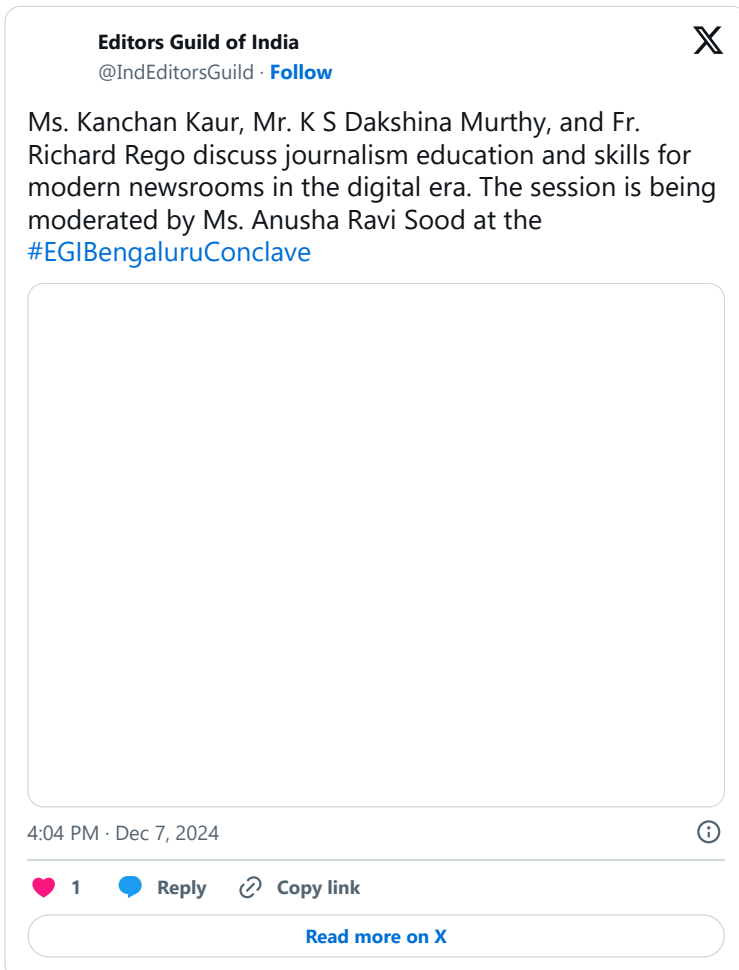 Editors Guild of India
@IndEditorsGuild · Follow
Ms. Kanchan Kaur, Mr. K S Dakshina Murthy, and Fr.
Richard Rego discuss journalism education and skills for
modern newsrooms in the digital era. The session is being
moderated by Ms. Anusha Ravi Sood at the
#EGIBengaluruConclave
4:04 PM · Dec 7, 2024
1 Reply Copy link
Read more on X